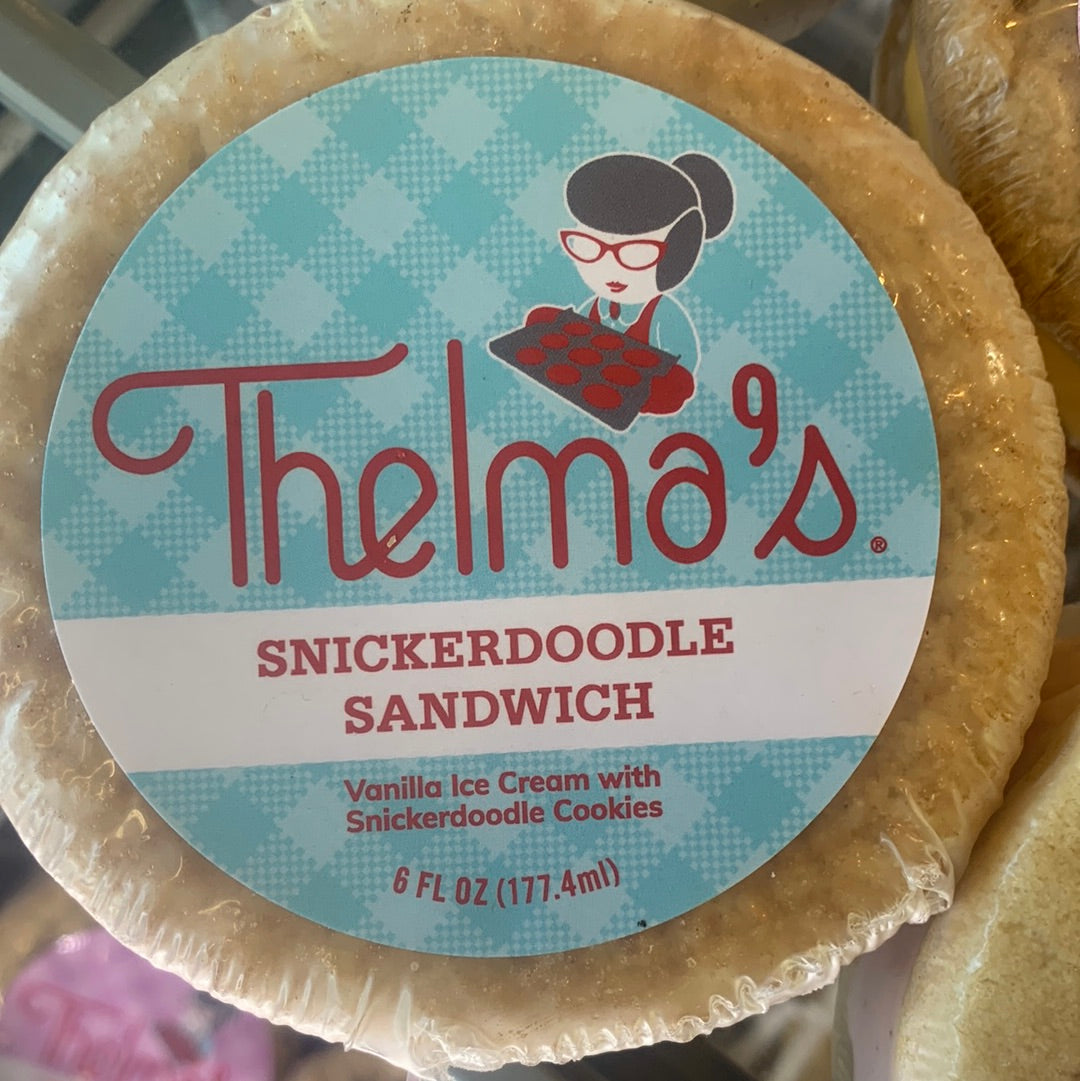 Thelma's®
SNICKERDOODLE
SANDWICH
Vanilla Ice Cream with
Snickerdoodle Cookies
6 FL OZ (177.4ml)